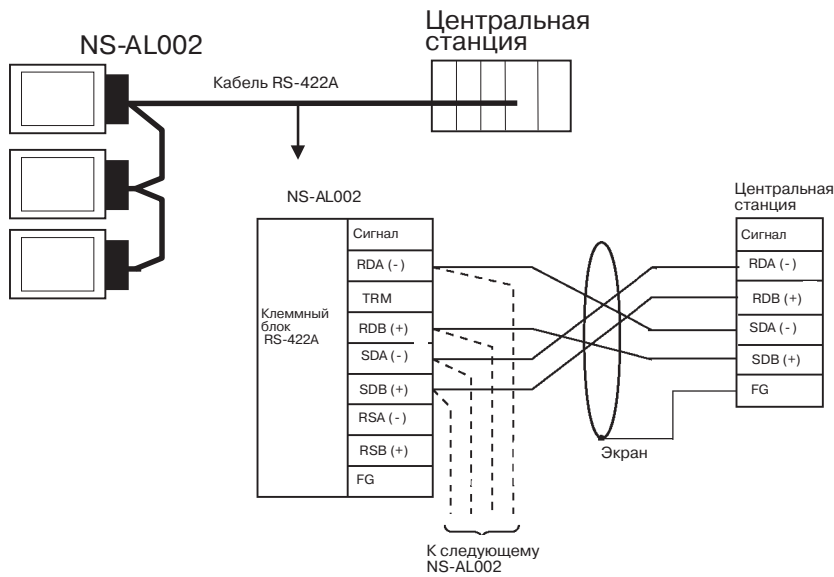 NS-AL002
Центральная
станция
Кабель RS-422A
NS-AL002
Клеммный
блок
RS-422A
Сигнал
RDA (-)
TRM
RDB (+)
SDA (-)
SDB (+)
RSA (-)
RSB (+)
FG
Центральная
станция
Сигнал
RDA (-)
RDB (+)
SDA (-)
SDB (+)
FG
Экран
К следующему
NS-AL002